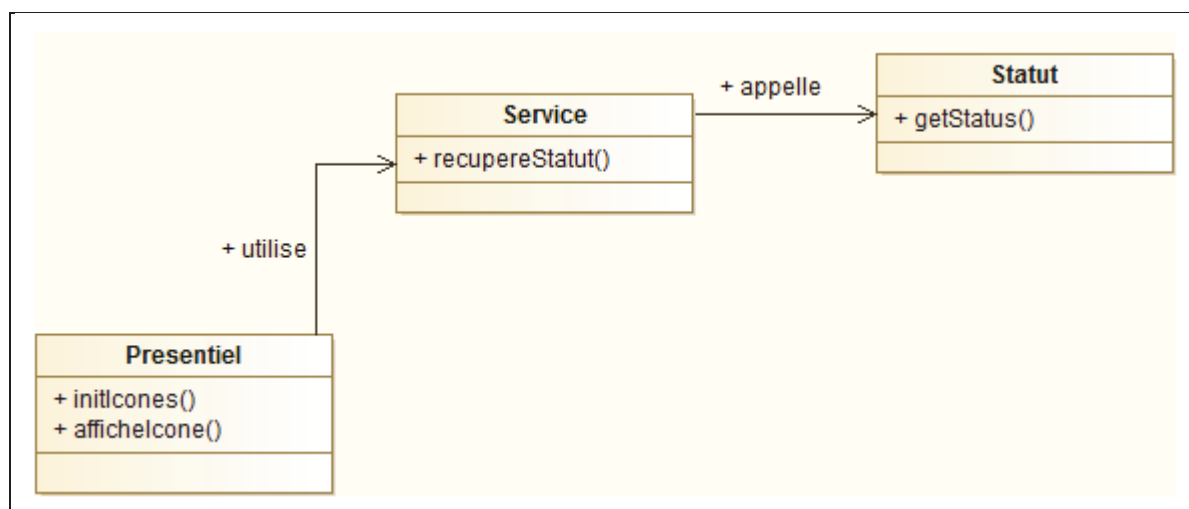 Statut
+ getStatus()
+ appelle
Service
+ recupereStatut()
+ utilise
Presentiel
+ initIcones()
+ afficheIcone()